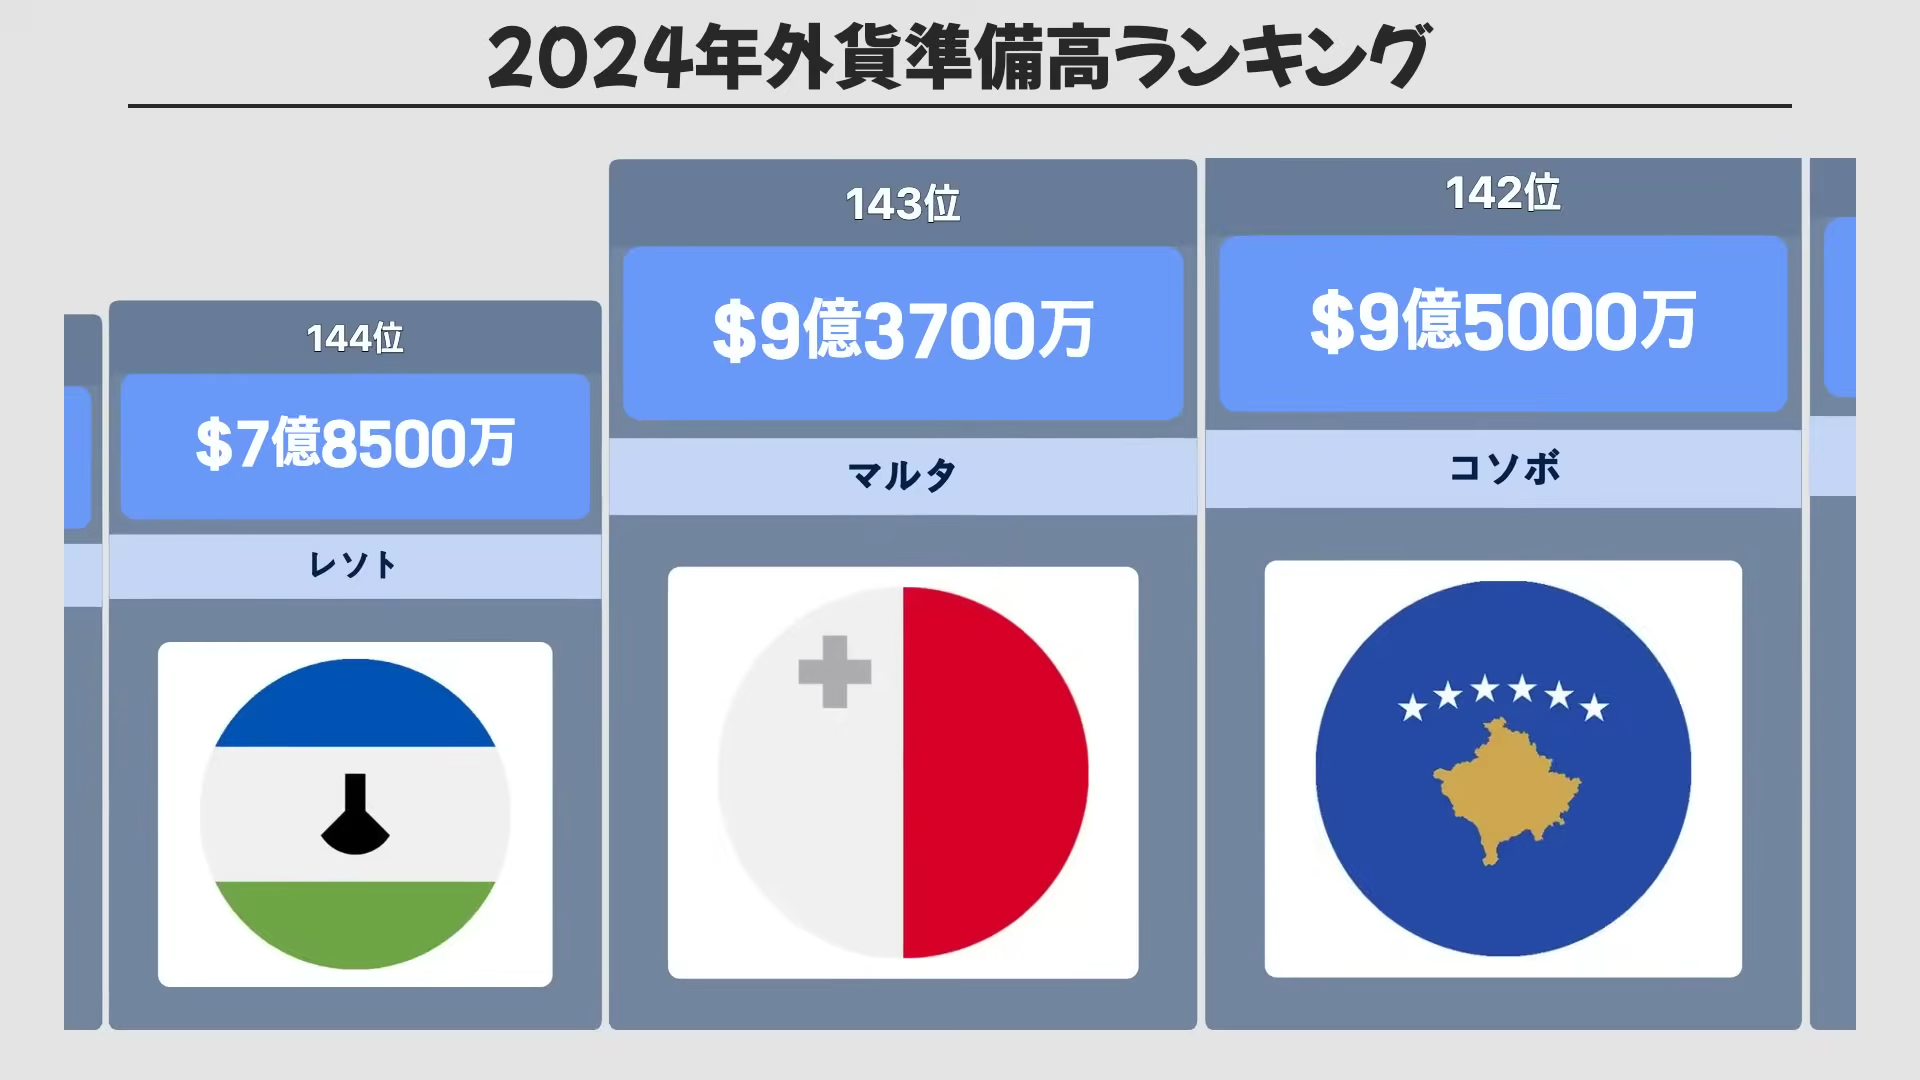 2024年外貨準備高ランキング
144位
$7億8500万
レソト
143位
$9億3700万
マルタ
142位
$9億5000万
コソボ